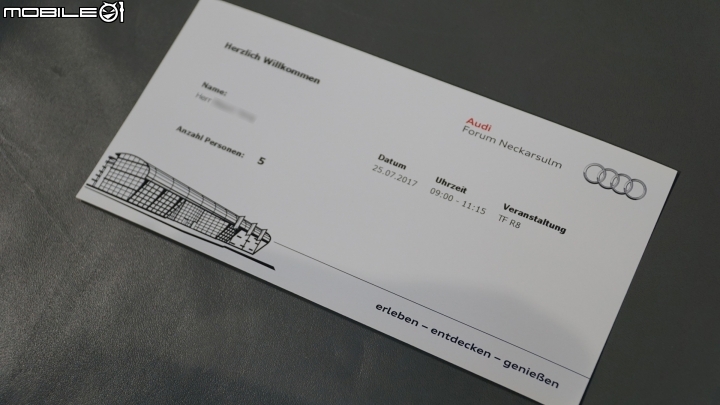 MOBILE01
Herzlich Willkommen
Name:
Herr
Anzahl Personen: 5
Audi
Forum Neckarsulm
Datum
25.07.2017
Uhrzeit
09:00 - 11:15
Veranstaltung
TF R8
erleben – entdecken – genießen